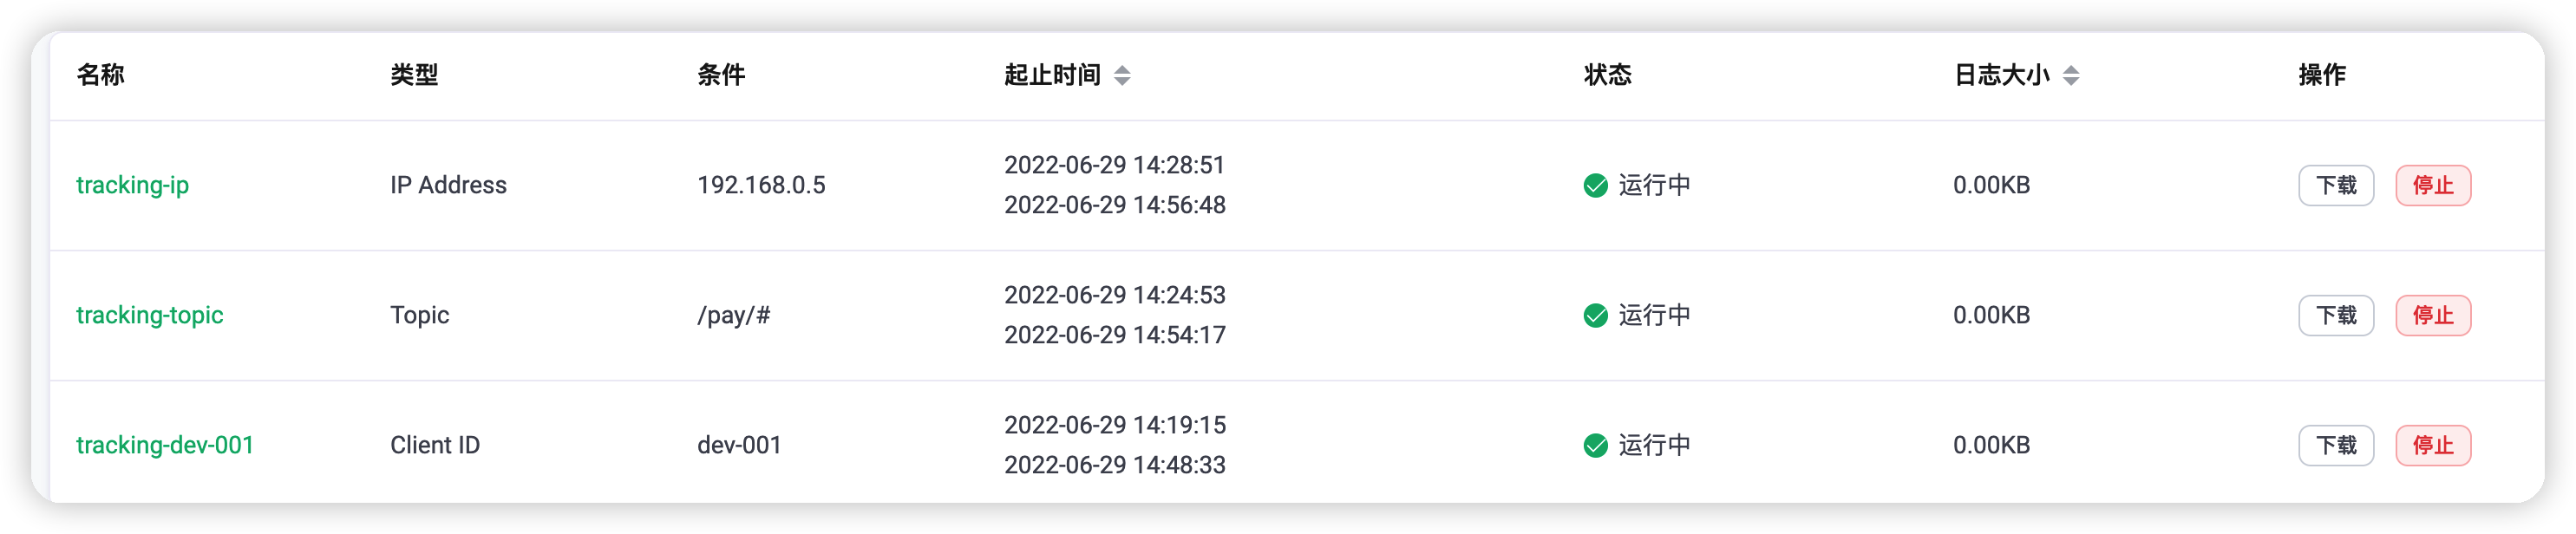 名称 类型 条件 起止时间 状态 日志大小 操作
tracking-ip IP Address 192.168.0.5 2022-06-29 14:28:51 运行中 0.00KB 下载 停止
2022-06-29 14:56:48
tracking-topic Topic /pay/# 2022-06-29 14:24:53 运行中 0.00KB 下载 停止
2022-06-29 14:54:17
tracking-dev-001 Client ID dev-001 2022-06-29 14:19:15 运行中 0.00KB 下载 停止
2022-06-29 14:48:33